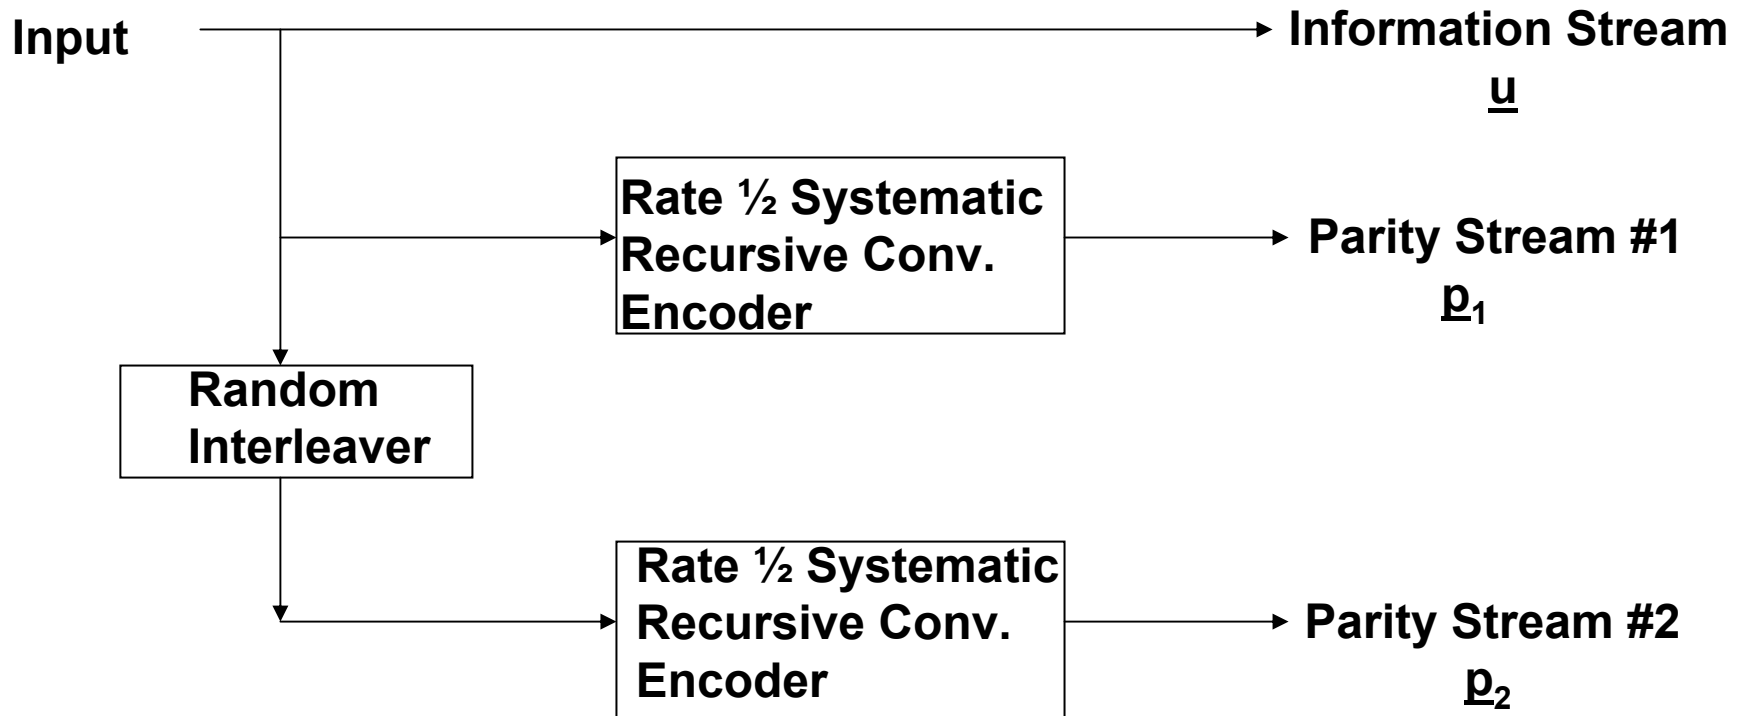 Input
Information Stream
u
Rate ½ Systematic
Recursive Conv.
Encoder
Parity Stream #1
p1
Random
Interleaver
Rate ½ Systematic
Recursive Conv.
Encoder
Parity Stream #2
p2